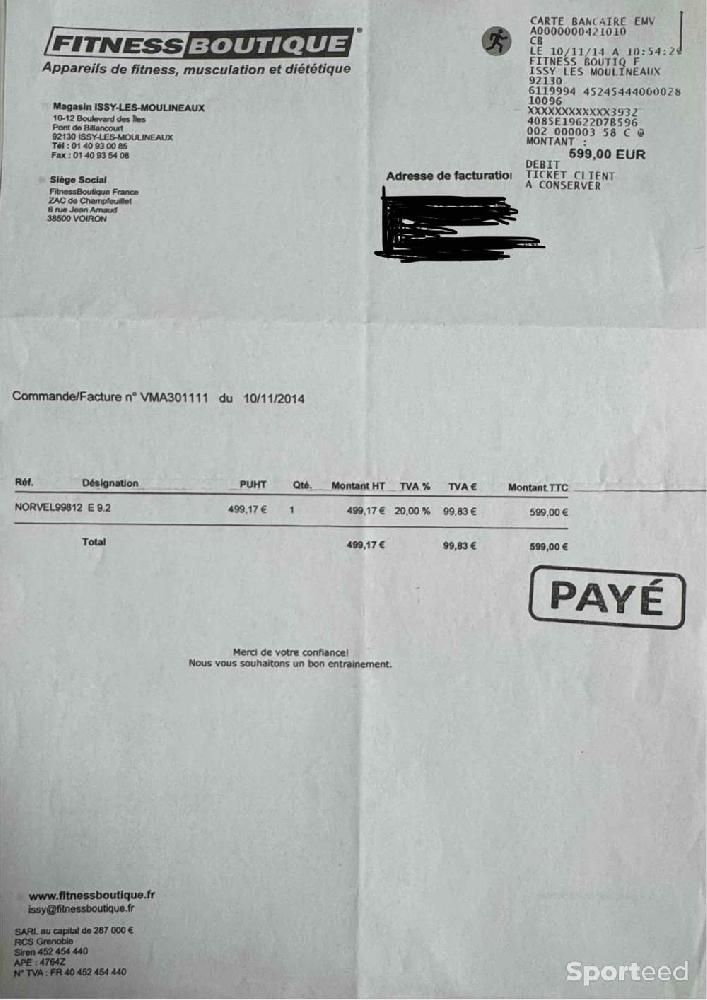 FITNESSBOUTIQUE
Appareils de fitness, musculation et diététique
Magasin ISSY-LES-MOULINEAUX
10-12 Boulevard des Îles
Pont de Billancourt
92130 ISSY-LES-MOULINEAUX
Tél : 01 40 93 00 85
Fax : 01 40 93 54 08
Siège Social
FitnessBoutique France
ZAC de Champfeuillet
6 rue Jean Arnaud
38500 VOIRON
CARTE BANCAIRE EMV
A0000000421010
CB
LE 10/11/14 A 10:54:29
FITNESS BOUTIQ F
ISSY LES MOULINEAUX
92130
6119994 45245444000028
10096
XXXXXXXXXXXX3932
4085E19622D7B596
002 000003 58 C @
MONTANT :
599,00 EUR
DEBIT
TICKET CLIENT
A CONSERVER
Adresse de facturatio
Commande/Facture n° VMA301111 du 10/11/2014
Réf. Désignation PUHT Qté. Montant HT TVA % TVA € Montant TTC
NORVEL99812 E 9.2 499,17 € 1 499,17 € 20,00 % 99,83 € 599,00 €
Total 499,17 € 99,83 € 599,00 €
PAYÉ
Merci de votre confiance!
Nous vous souhaitons un bon entrainement.
www.fitnessboutique.fr
issy@fitnessboutique.fr
SARL au capital de 287 000 €
RCS Grenoble
Siren 452 454 440
APE : 4764Z
N° TVA : FR 40 452 454 440
Sporteed